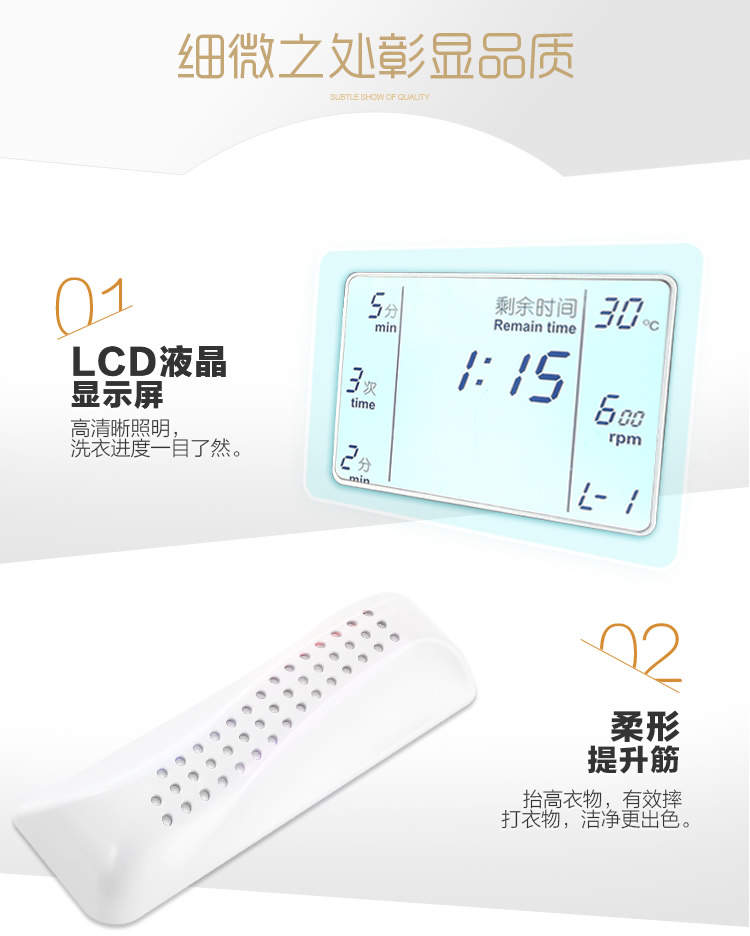 细微之处彰显品质
SUBTLE SHOW OF QUALITY
01
LCD液晶
显示屏
高清晰照明，
洗衣进度一目了然。
5分
min
3次
time
2分
min
剩余时间
Remain time
1:15
30℃
600
rpm
L-1
02
柔形
提升筋
抬高衣物，有效摔
打衣物，洁净更出色。